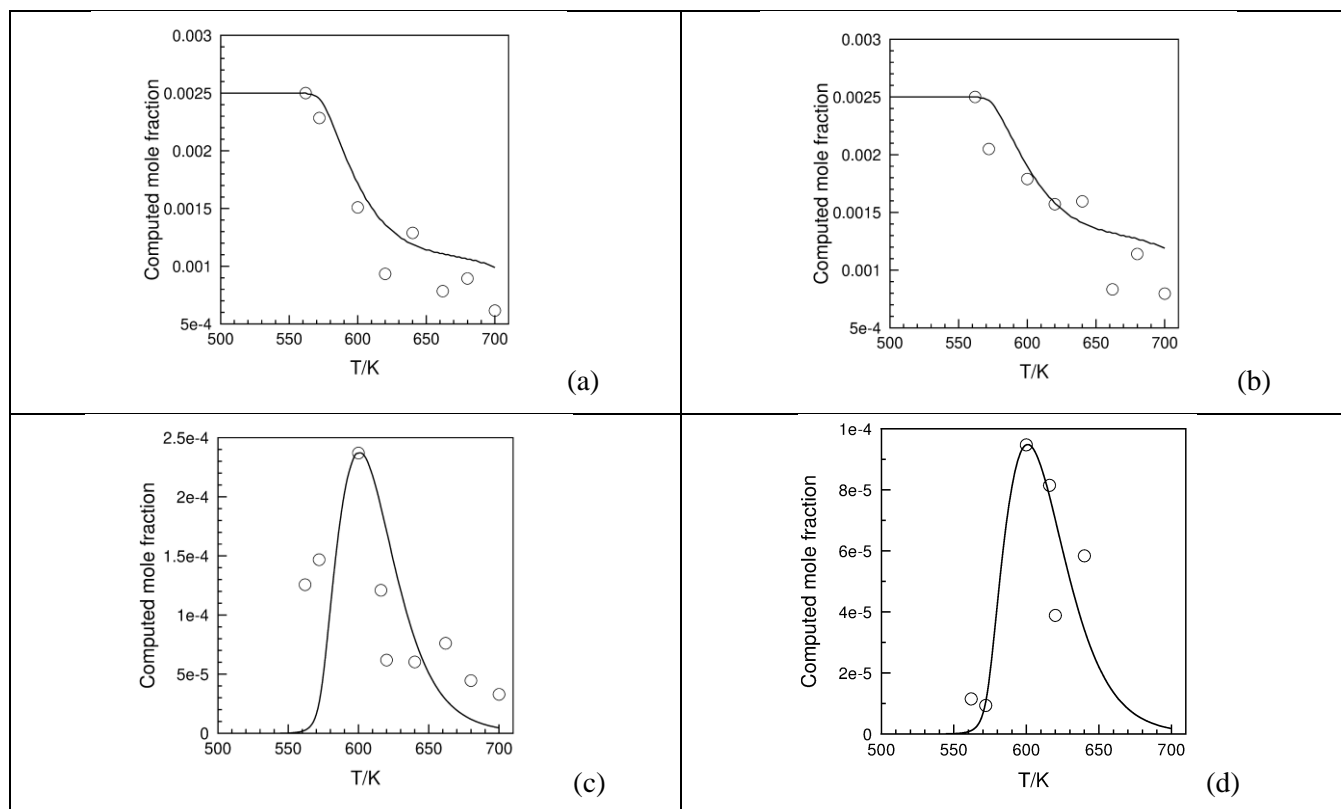 0.003
0.0025
0.002
0.0015
0.001
5e-4
500 550 600 650 700
Computed mole fraction
T/K
(a)
0.003
0.0025
0.002
0.0015
0.001
5e-4
500 550 600 650 700
Computed mole fraction
T/K
(b)
2.5e-4
2e-4
1.5e-4
1e-4
5e-5
0
500 550 600 650 700
Computed mole fraction
T/K
(c)
1e-4
8e-5
6e-5
4e-5
2e-5
0
500 550 600 650 700
Computed mole fraction
T/K
(d)